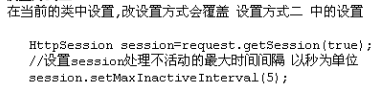 在当前的类中设置,改设置方式会覆盖 设置方式二 中的设置
HttpSession session=request.getSession(true);
//设置session处理不活动的最大时间间隔 以秒为单位
session.setMaxInactiveInterval(5);